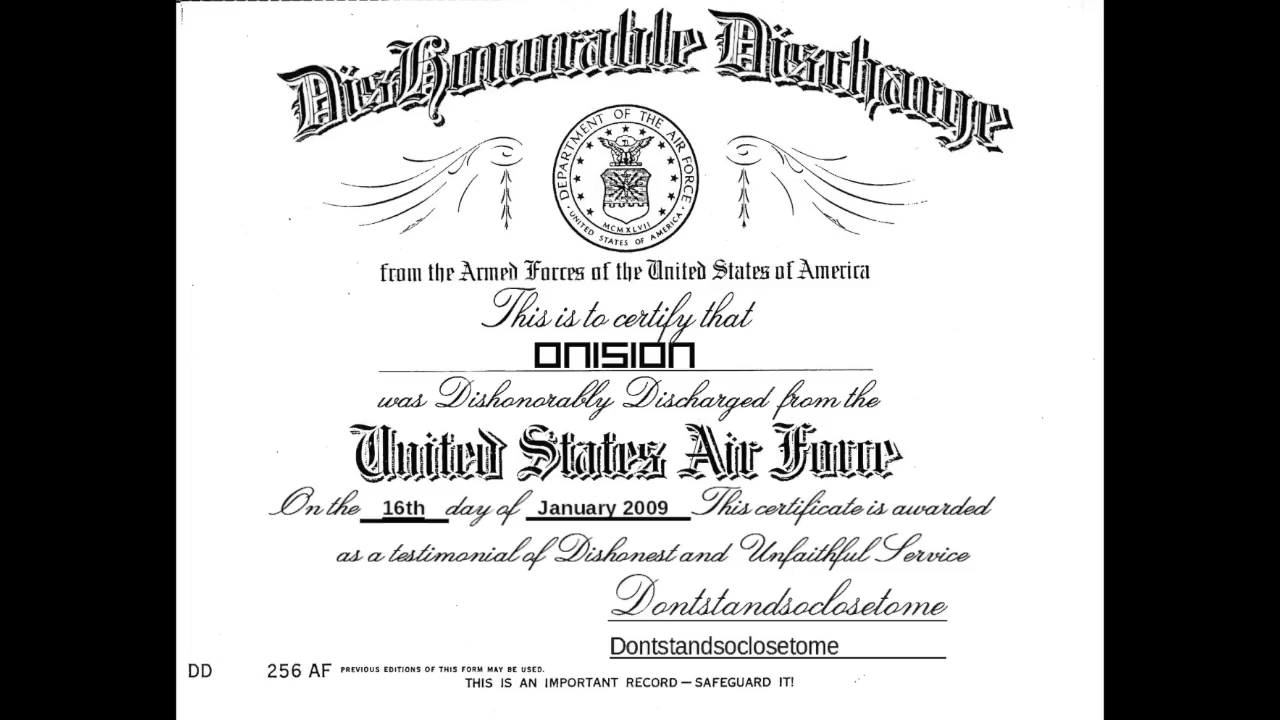 DisHonorable Discharge
DEPARTMENT OF THE AIR FORCE
MCMXLVII
UNITED STATES OF AMERICA
from the Armed Forces of the United States of America
This is to certify that
ONISION
was Dishonorably Discharged from the
United States Air Force
On the 16th day of January 2009 This certificate is awarded
as a testimonial of Dishonest and Unfaithful Service
Dontstandsoclosetome
Dontstandsoclosetome
DD 256 AF PREVIOUS EDITIONS OF THIS FORM MAY BE USED.
THIS IS AN IMPORTANT RECORD — SAFEGUARD IT!